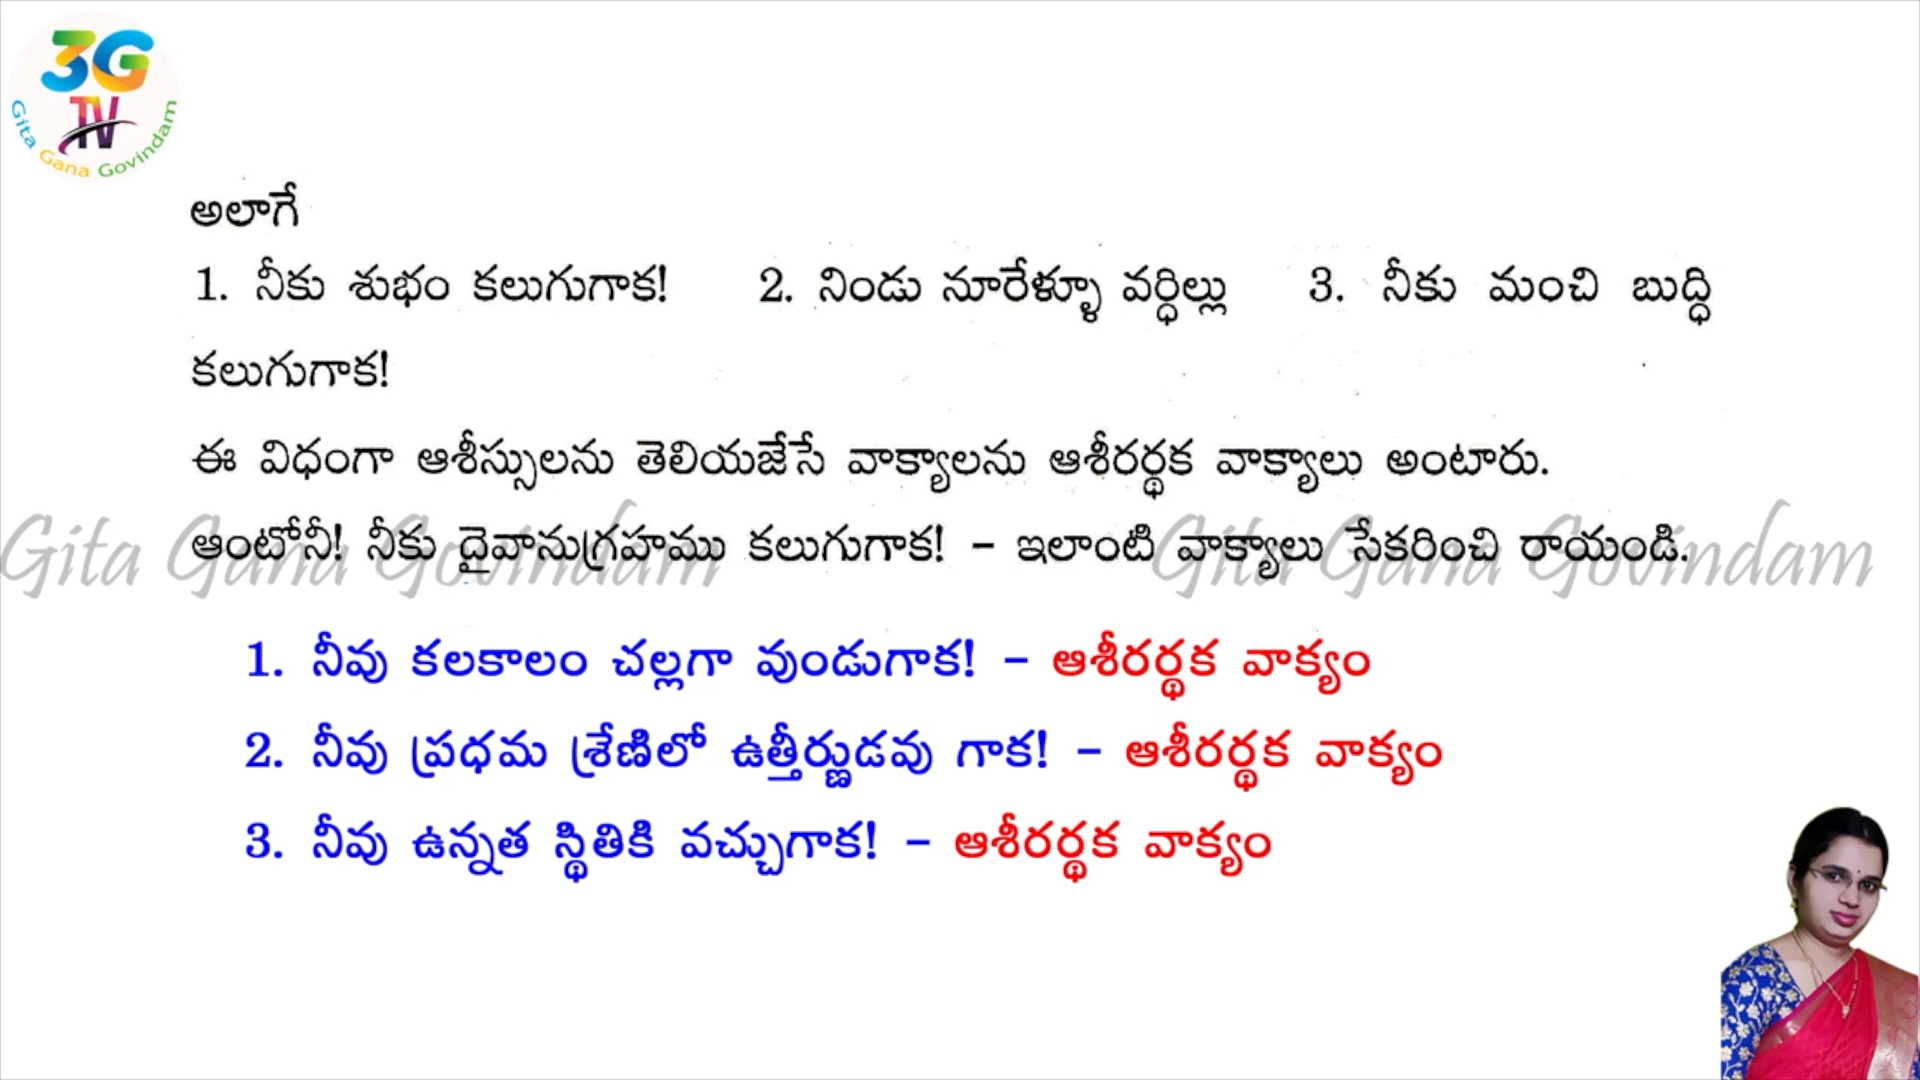 3G
TV
Gita Gana Govindam
అలాగే
1. నీకు శుభం కలుగుగాక! 2. నిండు నూరేళ్ళూ వర్ధిల్లు 3. నీకు మంచి బుద్ధి
కలుగుగాక!
ఈ విధంగా ఆశీస్సులను తెలియజేసే వాక్యాలను ఆశీరర్థక వాక్యాలు అంటారు.
Gita Gana Govindam Gita Gana Govindam
ఆంటోనీ! నీకు దైవానుగ్రహము కలుగుగాక! – ఇలాంటి వాక్యాలు సేకరించి రాయండి.
1. నీవు కలకాలం చల్లగా వుండుగాక! – ఆశీరర్థక వాక్యం
2. నీవు ప్రధమ శ్రేణిలో ఉత్తీర్ణుడవు గాక! – ఆశీరర్థక వాక్యం
3. నీవు ఉన్నత స్థితికి వచ్చుగాక! – ఆశీరర్థక వాక్యం